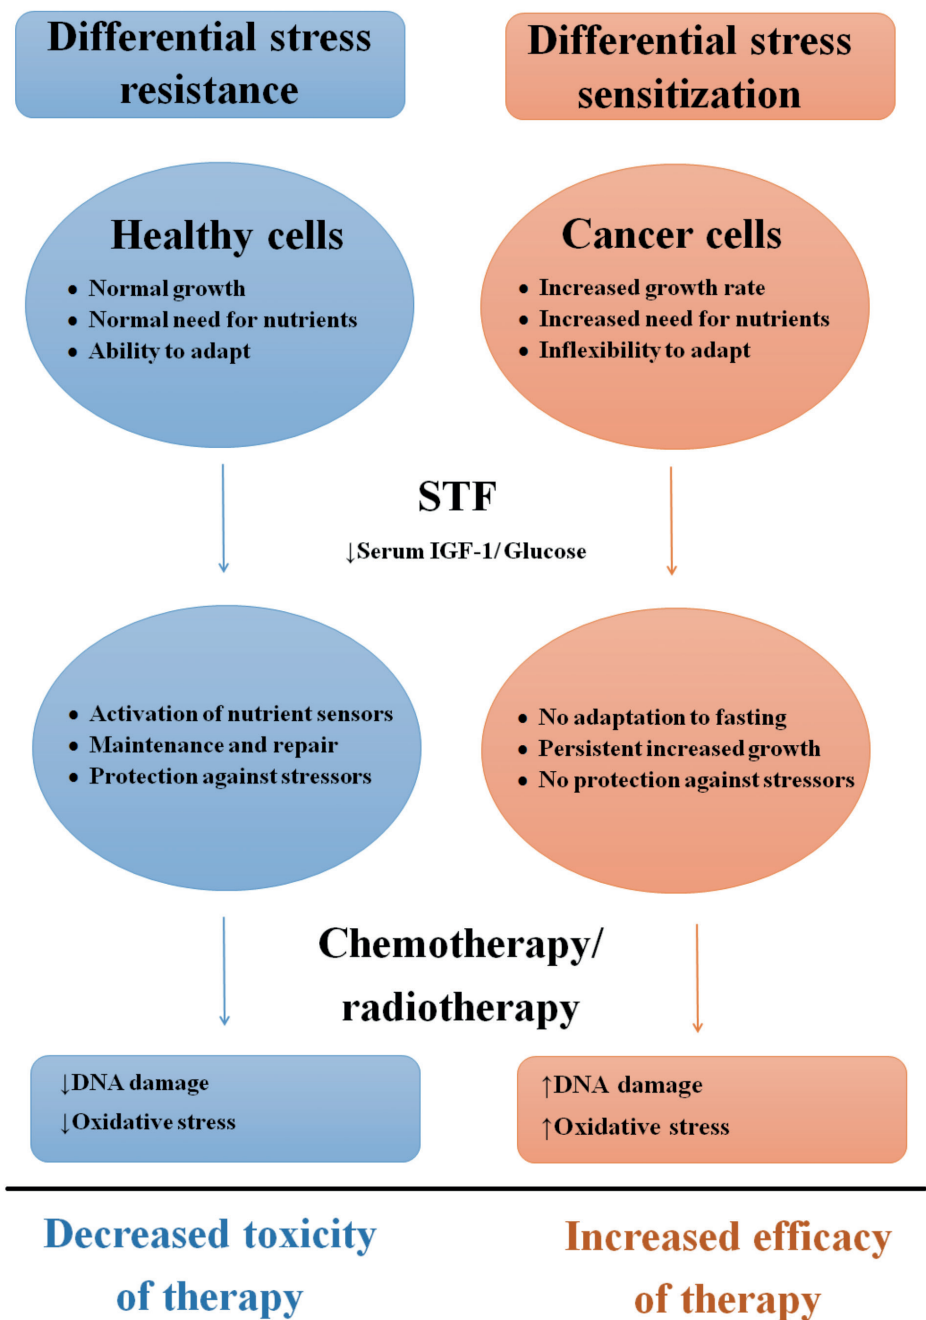 Differential stress
resistance
Differential stress
sensitization
Healthy cells
• Normal growth
• Normal need for nutrients
• Ability to adapt
Cancer cells
• Increased growth rate
• Increased need for nutrients
• Inflexibility to adapt
STF
↓Serum IGF-1/ Glucose
• Activation of nutrient sensors
• Maintenance and repair
• Protection against stressors
• No adaptation to fasting
• Persistent increased growth
• No protection against stressors
Chemotherapy/
radiotherapy
↓DNA damage
↓Oxidative stress
↑DNA damage
↑Oxidative stress
Decreased toxicity
of therapy
Increased efficacy
of therapy